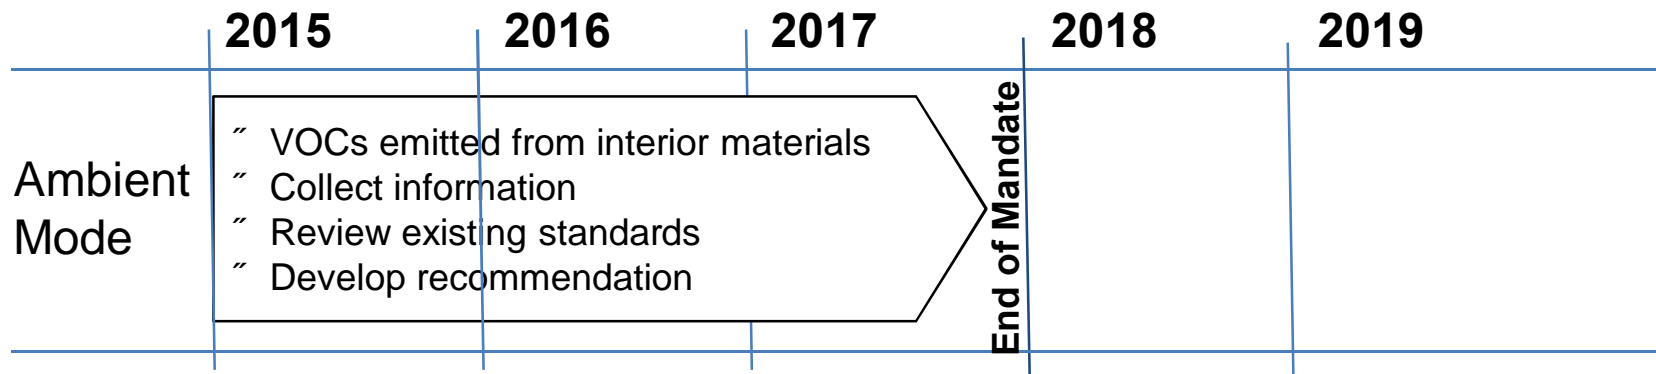 2015 2016 2017 2018 2019
Ambient
Mode
˝ VOCs emitted from interior materials
˝ Collect information
˝ Review existing standards
˝ Develop recommendation
End of Mandate